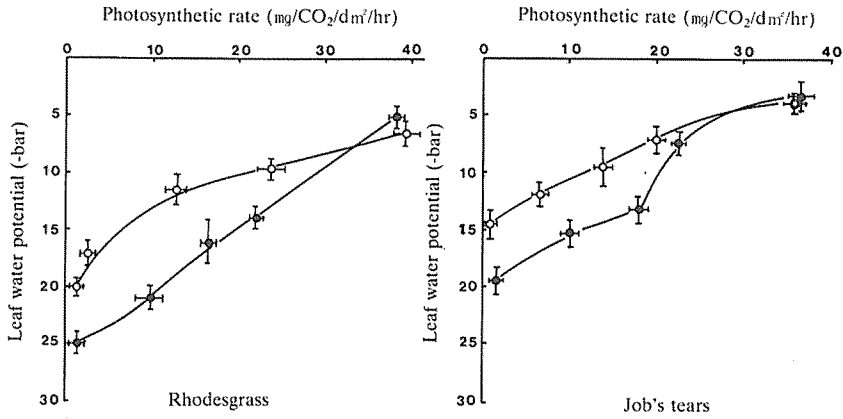 Photosynthetic rate (mg/CO₂/dm²/hr)
0 10 20 30 40
5
10
15
20
25
30
Leaf water potential (-bar)
Rhodesgrass
Photosynthetic rate (mg/CO₂/dm²/hr)
0 10 20 30 40
5
10
15
20
25
30
Leaf water potential (-bar)
Job's tears